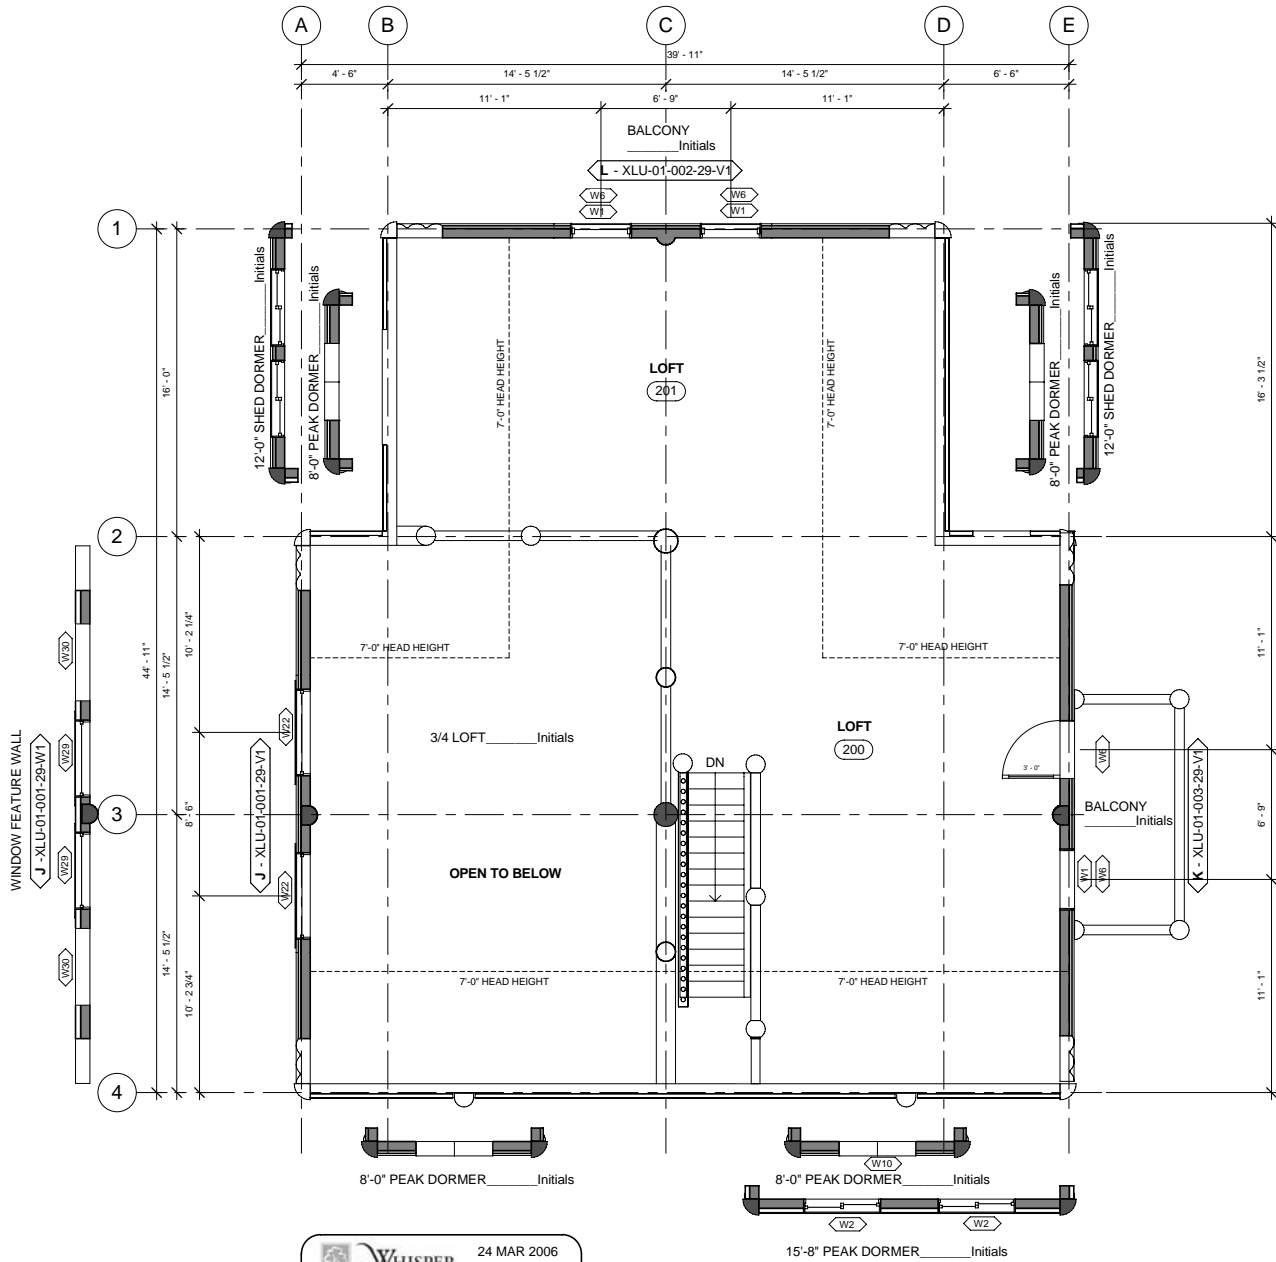 A B C D E
39' - 11"
4' - 6" 14' - 5 1/2" 14' - 5 1/2" 6' - 6"
11' - 1" 6' - 9" 11' - 1"
BALCONY
_______Initials
L - XLU-01-002-29-V1
W6 W6
W1 W1
1
12'-0" SHED DORMER______Initials
8'-0" PEAK DORMER______Initials
8'-0" PEAK DORMER______Initials
12'-0" SHED DORMER______Initials
16' - 0"
16' - 3 1/2"
7'-0" HEAD HEIGHT
7'-0" HEAD HEIGHT
LOFT
201
2
44' - 11"
14' - 5 1/2"
10' - 2 1/4"
11' - 1"
7'-0" HEAD HEIGHT
7'-0" HEAD HEIGHT
W30
W22
WINDOW FEATURE WALL
J -XLU-01-001-29-W1
W29
J - XLU-01-001-29-V1
3/4 LOFT_______Initials
LOFT
200
DN
3' - 0"
W6
K - XLU-01-003-29-V1
BALCONY
_______Initials
6' - 9"
3
8' - 6"
W29
W22
OPEN TO BELOW
W1
W6
W30
14' - 5 1/2"
10' - 2 3/4"
7'-0" HEAD HEIGHT
7'-0" HEAD HEIGHT
11' - 1"
4
8'-0" PEAK DORMER_______Initials
W10
8'-0" PEAK DORMER_______Initials
W2 W2
15'-8" PEAK DORMER_______Initials
WHISPER
24 MAR 2006